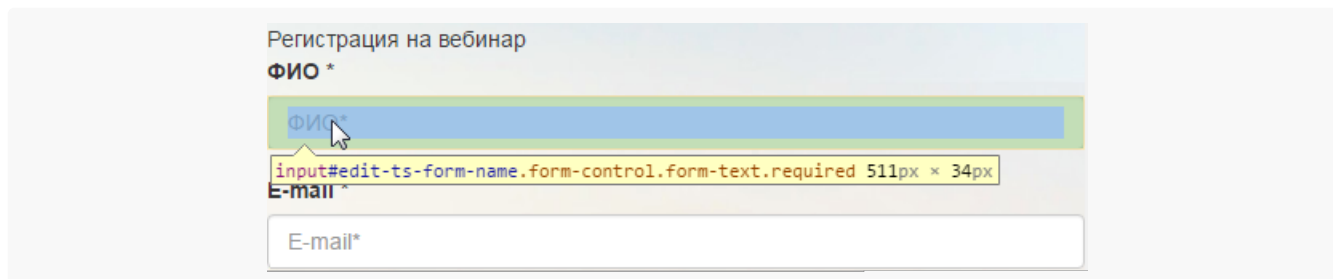 Регистрация на вебинар
ФИО *
ФИО*
input#edit-ts-form-name.form-control.form-text.required 511px × 34px
E-mail *
E-mail*